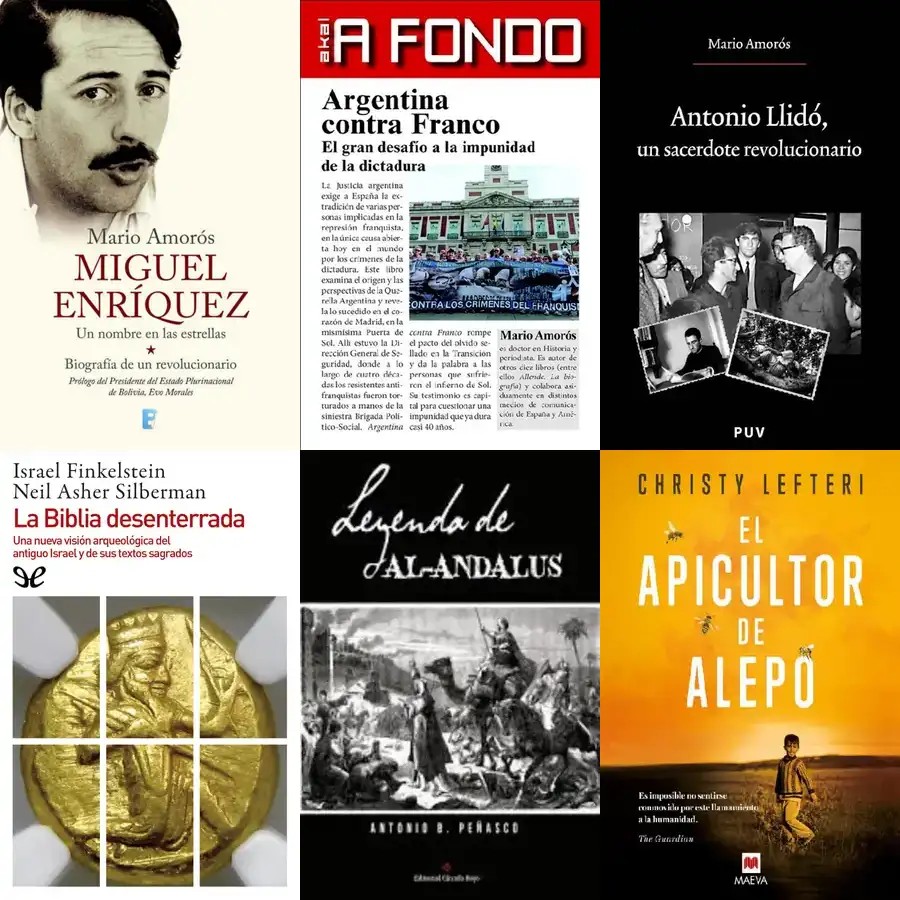 Mario Amorós
MIGUEL
ENRÍQUEZ
Un nombre en las estrellas
Biografía de un revolucionario
Prólogo del Presidente del Estado Plurinacional
de Bolivia, Evo Morales
akal
A FONDO
Argentina
contra Franco
El gran desafío a la impunidad
de la dictadura
La Justicia argentina
exige a España la ex-
tradición de varias per-
sonas implicadas en la
represión franquista,
en la única causa abier-
ta hoy en el mundo
por los crímenes de la
dictadura. Este libro
examina el origen y las
perspectivas de la Que-
rella Argentina y reve-
la lo sucedido en el co-
razón de Madrid, en la
mismísima Puerta de
Sol. Allí estuvo la Di-
rección General de Se-
guridad, donde a lo
largo de cuatro déca-
das los resistentes anti-
franquistas fueron tor-
turados a manos de la
siniestra Brigada Polí-
tico-Social. Argentina
CONTRA LOS CRIMENES DEL FRANQUIS
contra Franco rompe
el pacto del olvido se-
llado en la Transición
y da la palabra a las
personas que sufrie-
ron el infierno de Sol.
Su testimonio es capi-
tal para cuestionar una
impunidad que ya dura
casi 40 años.
Mario Amorós
es doctor en Historia y
periodista. Es autor de
otros diez libros (entre
ellos Allende. La bio-
grafía) y colabora asi-
duamente en distintos
medios de comunica-
ción de España y Amé-
rica.
Mario Amorós
Antonio Llidó,
un sacerdote revolucionario
PUV
Israel Finkelstein
Neil Asher Silberman
La Biblia desenterrada
Una nueva visión arqueológica del
antiguo Israel y de sus textos sagrados
Leyenda de
AL-ANDALUS
ANTONIO B. PEÑASCO
Editorial Círculo Rojo
CHRISTY LEFTERI
EL
APICULTOR
DE
ALEPO
Es imposible no sentirse
conmovido por este llamamiento
a la humanidad.
The Guardian
MAEVA